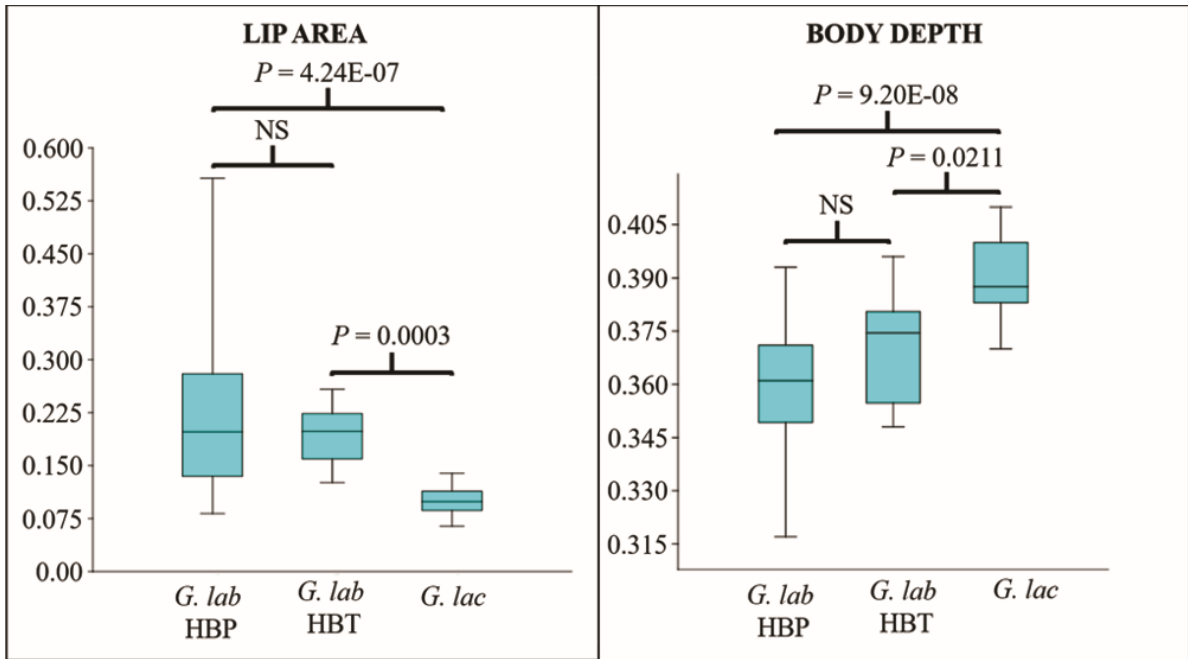 LIP AREA
P = 4.24E-07
NS
P = 0.0003
0.600
0.525
0.450
0.375
0.300
0.225
0.150
0.075
0.00
G. lab
HBP
G. lab
HBT
G. lac
BODY DEPTH
P = 9.20E-08
P = 0.0211
NS
0.405
0.390
0.375
0.360
0.345
0.330
0.315
G. lab
HBP
G. lab
HBT
G. lac